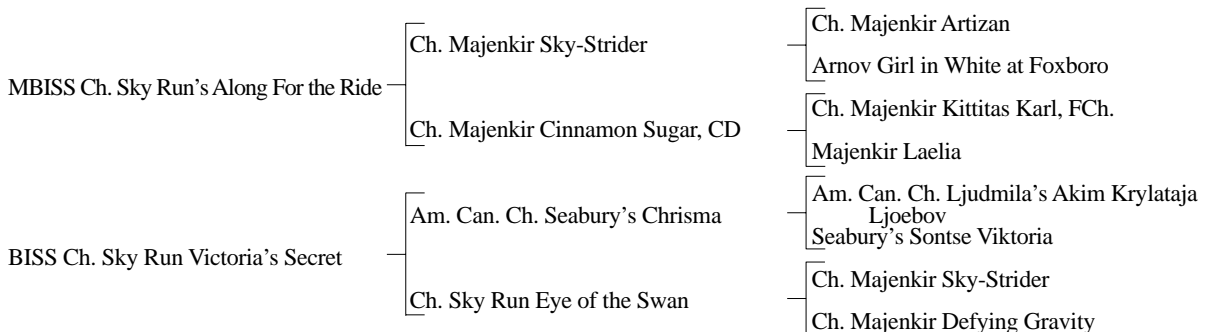 Ch. Majenkir Artizan
Ch. Majenkir Sky-Strider
Arnov Girl in White at Foxboro
MBISS Ch. Sky Run's Along For the Ride
Ch. Majenkir Kittitas Karl, FCh.
Ch. Majenkir Cinnamon Sugar, CD
Majenkir Laelia
Am. Can. Ch. Ljudmila's Akim Krylataja
Ljoebov
Am. Can. Ch. Seabury's Chrisma
Seabury's Sontse Viktoria
BISS Ch. Sky Run Victoria's Secret
Ch. Majenkir Sky-Strider
Ch. Sky Run Eye of the Swan
Ch. Majenkir Defying Gravity